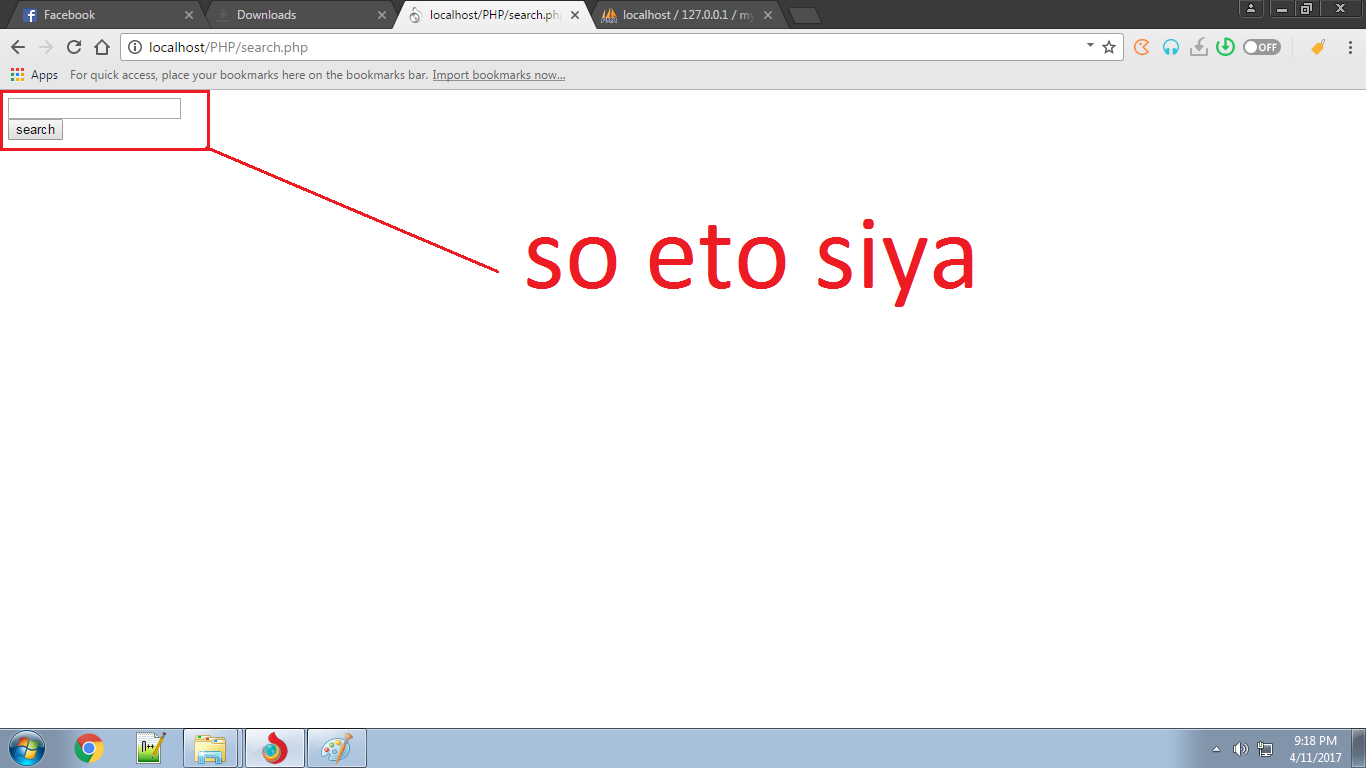 Facebook
Downloads
localhost/PHP/search.ph
localhost / 127.0.0.1 / my
localhost/PHP/search.php
OFF
Apps
For quick access, place your bookmarks here on the bookmarks bar. Import bookmarks now...
search
so eto siya
9:18 PM
4/11/2017